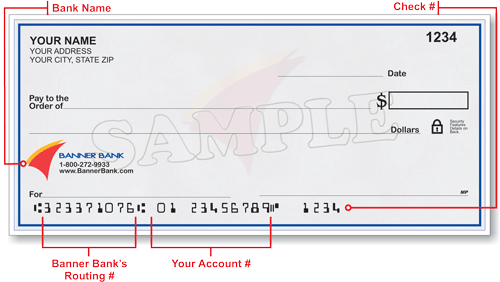 Bank Name
Check #
YOUR NAME
YOUR ADDRESS
YOUR CITY, STATE ZIP
1234
Date
Pay to the
Order of
$
SAMPLE
Dollars
Security
Features
Details on
Back.
BANNER BANK
1-800-272-9933
www.BannerBank.com
For
MP
⑆323371076⑆ 01 23456789⑈ 1234
Banner Bank's
Routing #
Your Account #